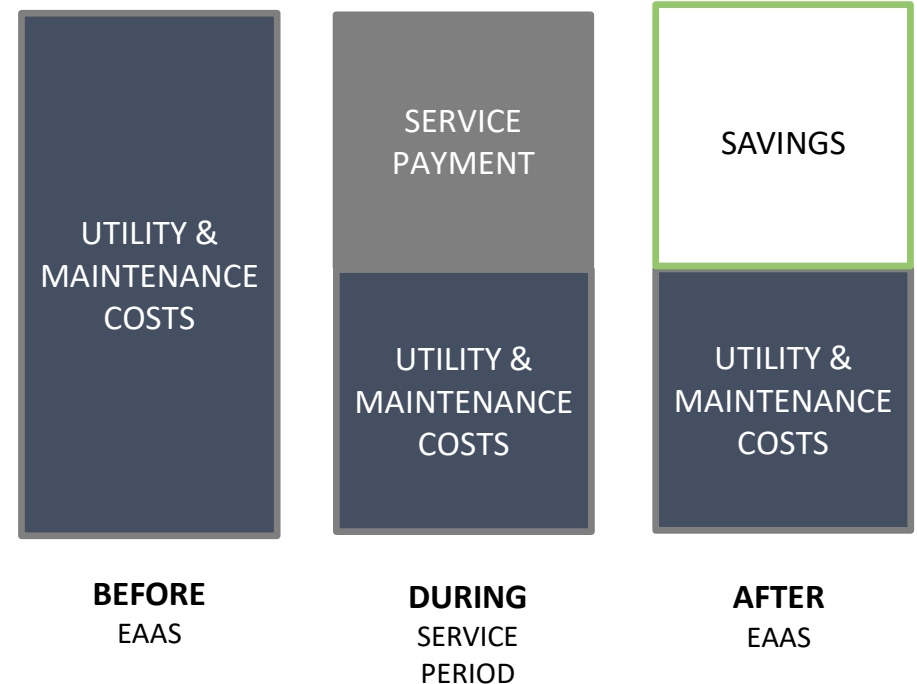 UTILITY &
MAINTENANCE
COSTS
SERVICE
PAYMENT
UTILITY &
MAINTENANCE
COSTS
SAVINGS
UTILITY &
MAINTENANCE
COSTS
BEFORE
EAAS
DURING
SERVICE
PERIOD
AFTER
EAAS